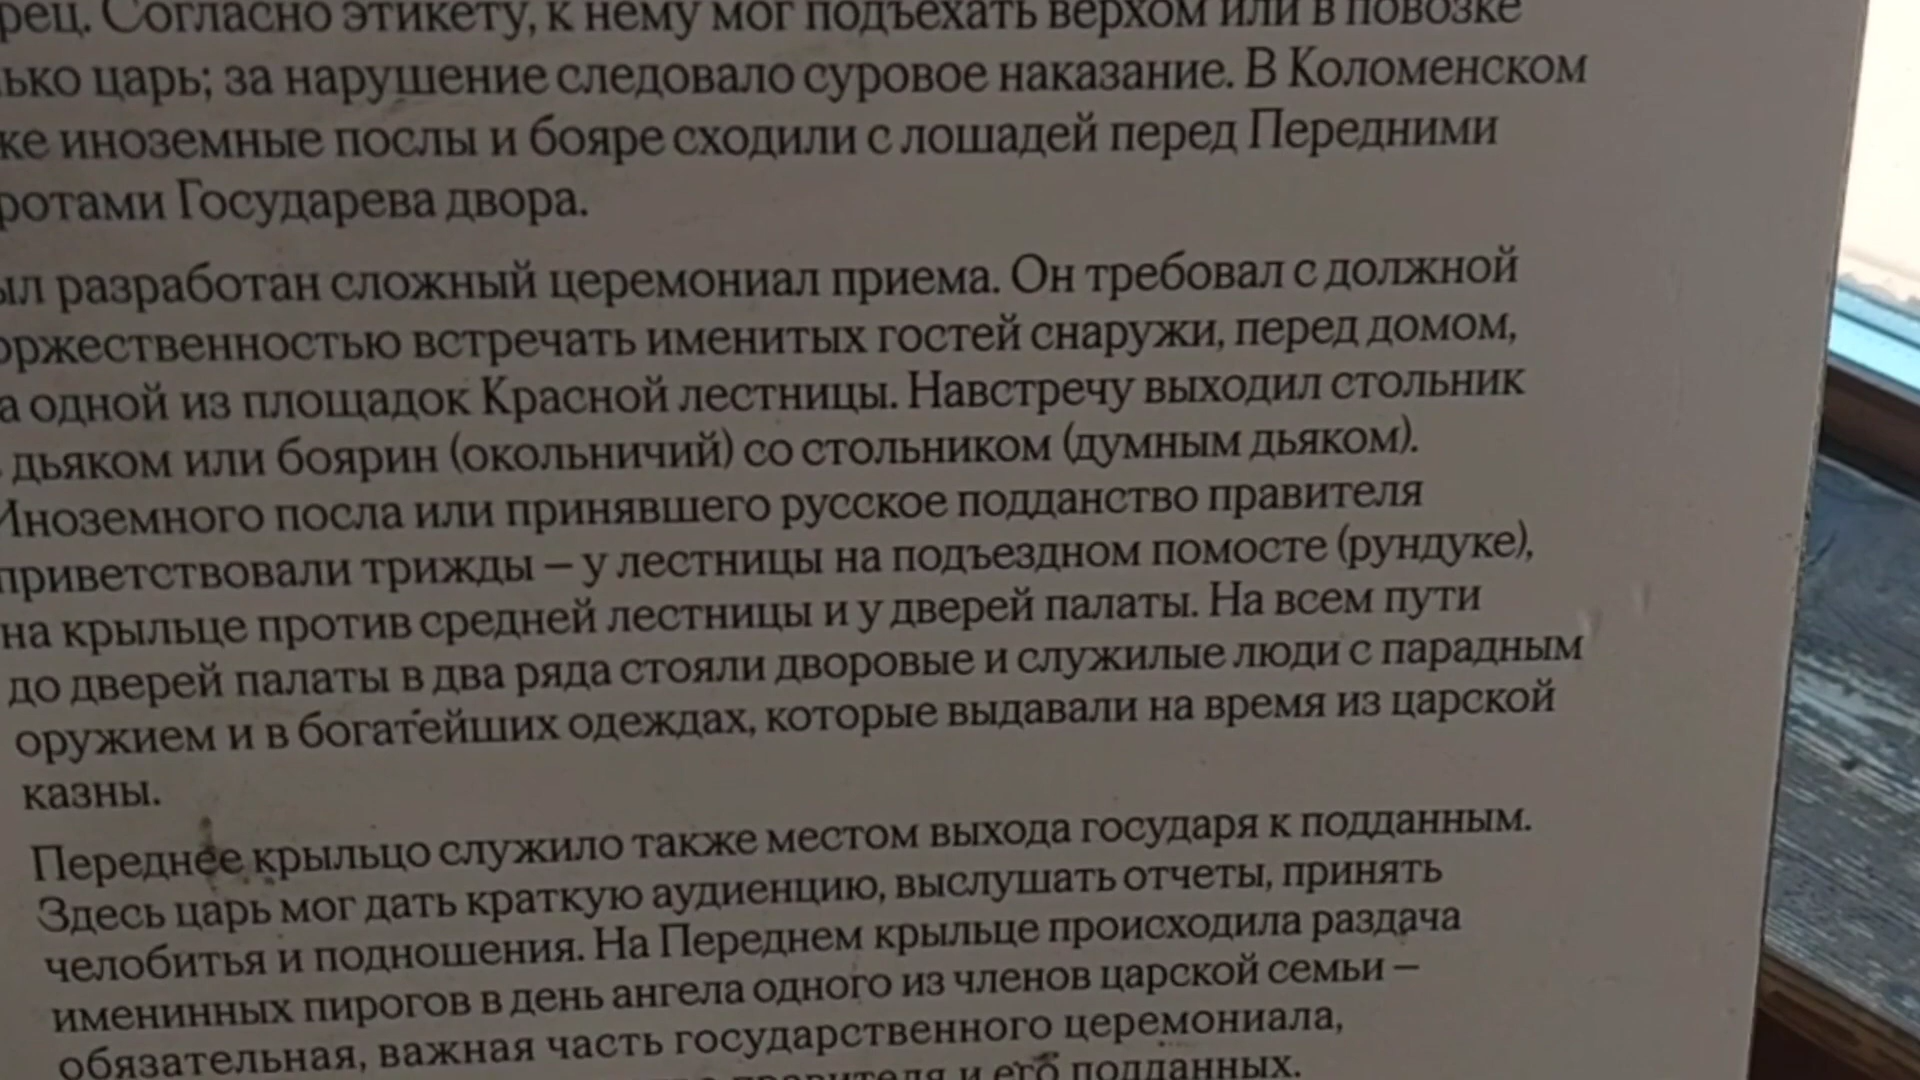 рец. Согласно этикету, к нему мог подъехать верхом или в повозке
ько царь; за нарушение следовало суровое наказание. В Коломенском
ке иноземные послы и бояре сходили с лошадей перед Передними
ротами Государева двора.
ыл разработан сложный церемониал приема. Он требовал с должной
оржественностью встречать именитых гостей снаружи, перед домом,
а одной из площадок Красной лестницы. Навстречу выходил стольник
дьяком или боярин (окольничий) со стольником (думным дьяком).
Иноземного посла или принявшего русское подданство правителя
приветствовали трижды – у лестницы на подъездном помосте (рундуке),
на крыльце против средней лестницы и у дверей палаты. На всем пути
до дверей палаты в два ряда стояли дворовые и служилые люди с парадным
оружием и в богатейших одеждах, которые выдавали на время из царской
казны.
Переднее крыльцо служило также местом выхода государя к подданным.
Здесь царь мог дать краткую аудиенцию, выслушать отчеты, принять
челобитья и подношения. На Переднем крыльце происходила раздача
именинных пирогов в день ангела одного из членов царской семьи –
обязательная, важная часть государственного церемониала,
правителя и его подданных.